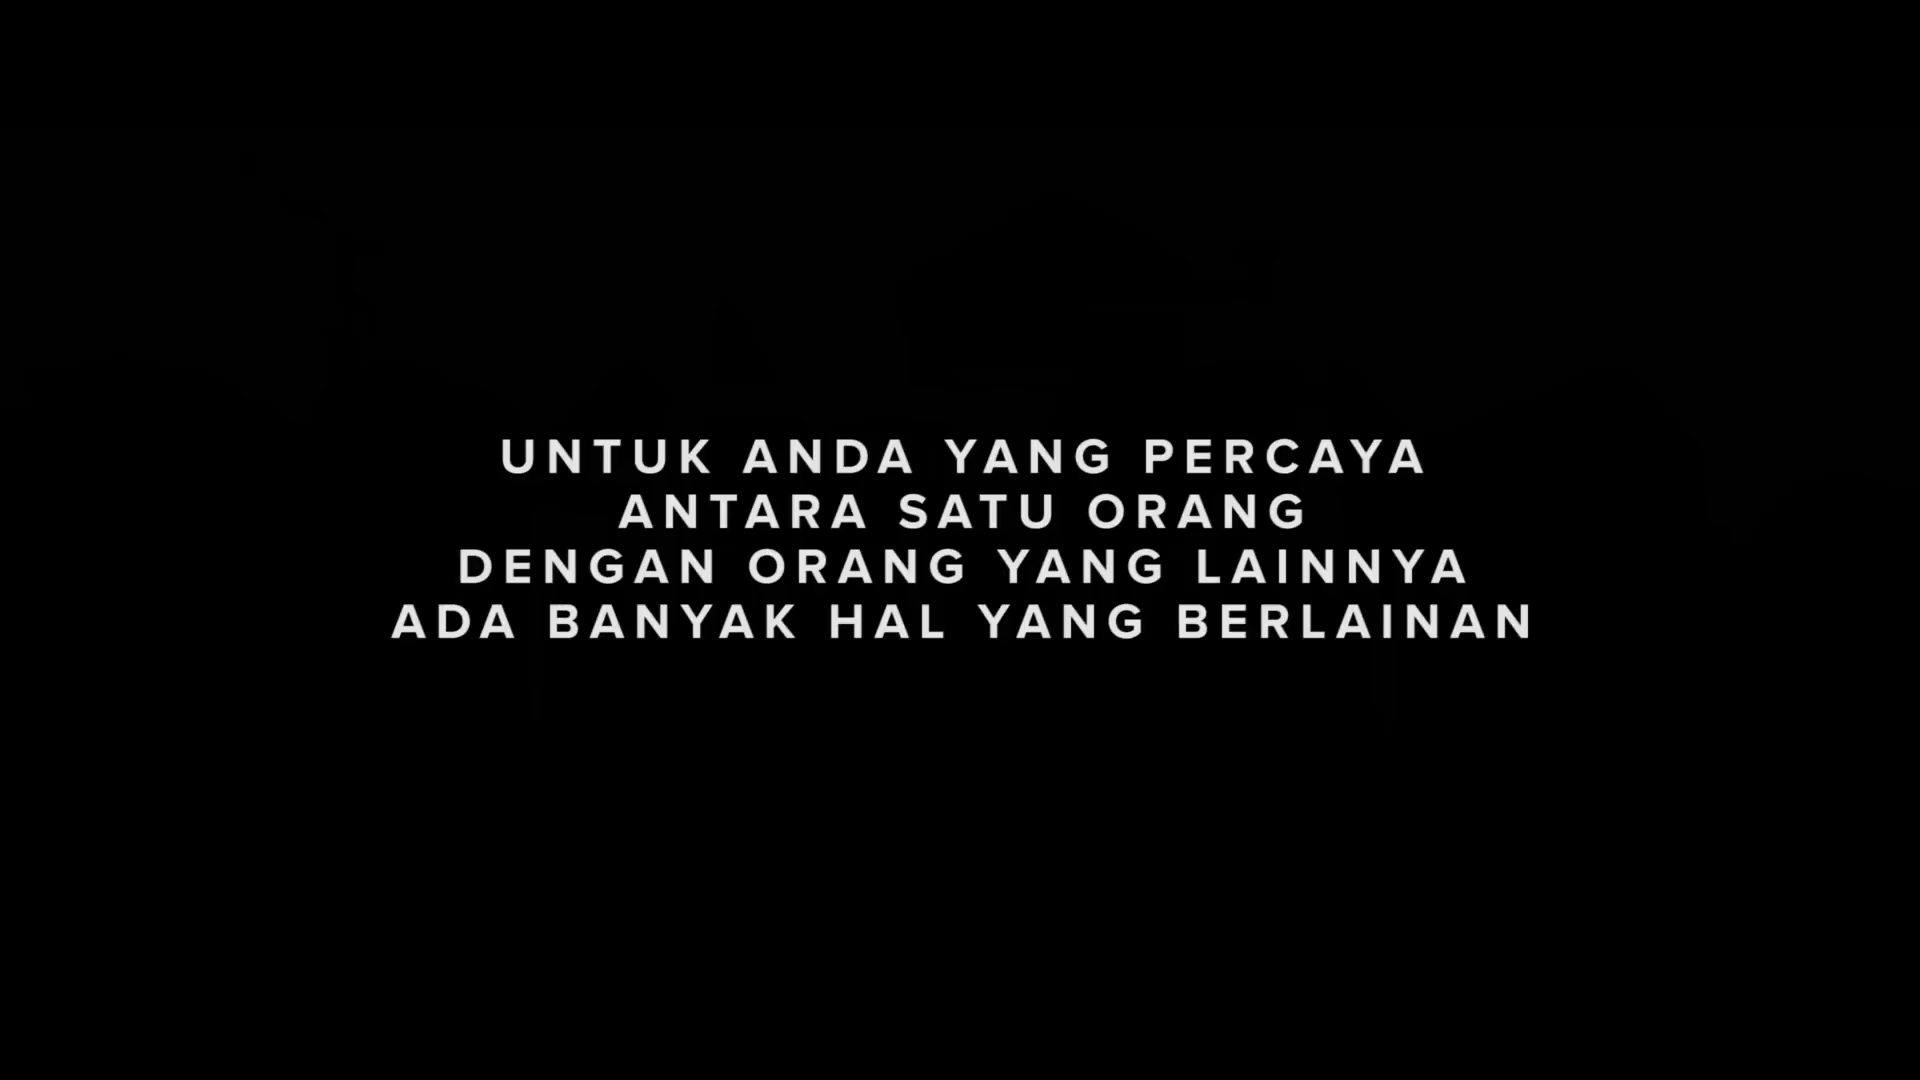 UNTUK ANDA YANG PERCAYA
ANTARA SATU ORANG
DENGAN ORANG YANG LAINNYA
ADA BANYAK HAL YANG BERLAINAN